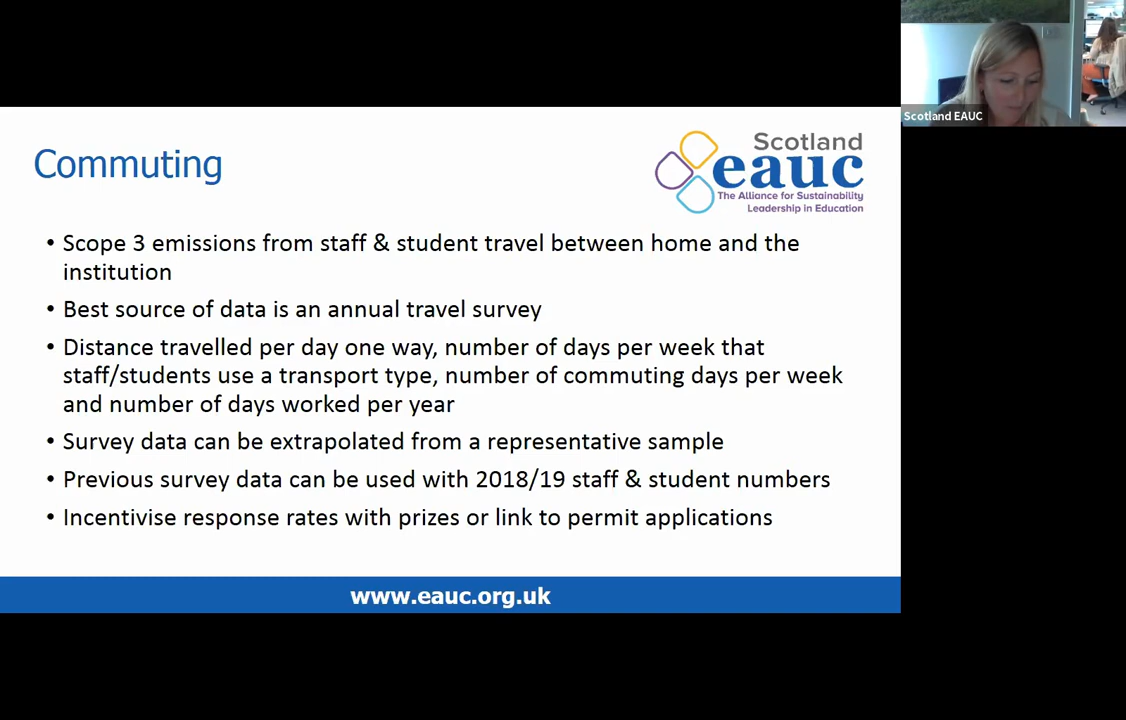 Scotland EAUC
Commuting
Scotland
eauc
The Alliance for Sustainability
Leadership in Education
• Scope 3 emissions from staff & student travel between home and the
institution
• Best source of data is an annual travel survey
• Distance travelled per day one way, number of days per week that
staff/students use a transport type, number of commuting days per week
and number of days worked per year
• Survey data can be extrapolated from a representative sample
• Previous survey data can be used with 2018/19 staff & student numbers
• Incentivise response rates with prizes or link to permit applications
www.eauc.org.uk